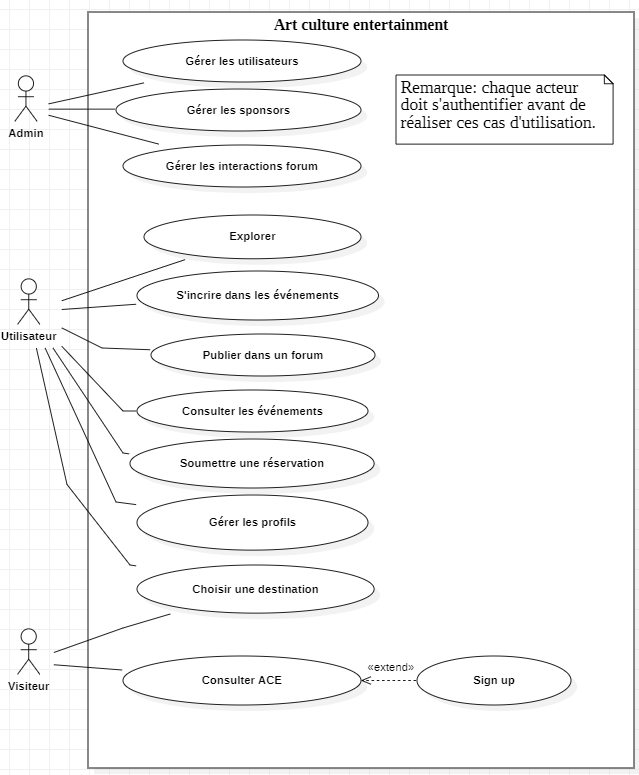 Art culture entertainment
Gérer les utilisateurs
Remarque: chaque acteur
doit s'authentifier avant de
réaliser ces cas d'utilisation.
Gérer les sponsors
Admin
Gérer les interactions forum
Explorer
S'incrire dans les événements
Utilisateur
Publier dans un forum
Consulter les événements
Soumettre une réservation
Gérer les profils
Choisir une destination
Visiteur
Consulter ACE
«extend»
Sign up